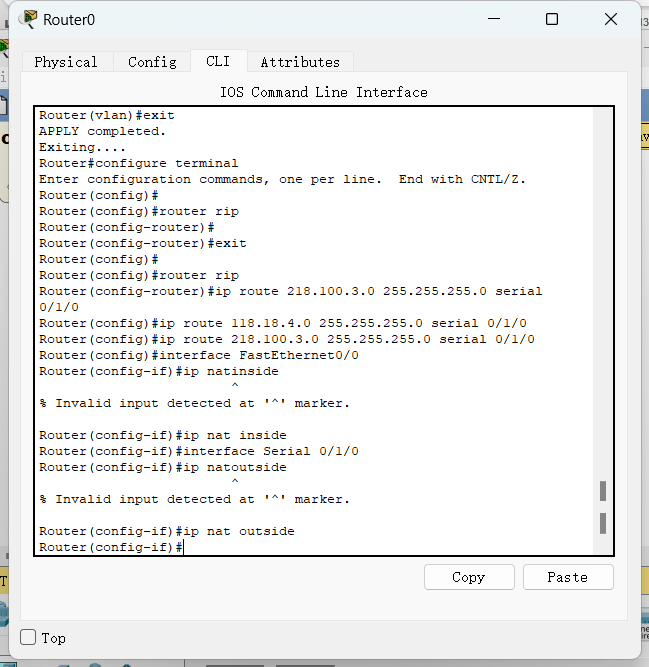 Router0
Physical Config CLI Attributes
IOS Command Line Interface
Router(vlan)#exit
APPLY completed.
Exiting....
Router#configure terminal
Enter configuration commands, one per line.  End with CNTL/Z.
Router(config)#
Router(config)#router rip
Router(config-router)#
Router(config-router)#exit
Router(config)#
Router(config)#router rip
Router(config-router)#ip route 218.100.3.0 255.255.255.0 serial
0/1/0
Router(config)#ip route 118.18.4.0 255.255.255.0 serial 0/1/0
Router(config)#ip route 218.100.3.0 255.255.255.0 serial 0/1/0
Router(config)#interface FastEthernet0/0
Router(config-if)#ip natinside
^
% Invalid input detected at '^' marker.
Router(config-if)#ip nat inside
Router(config-if)#interface Serial 0/1/0
Router(config-if)#ip natoutside
^
% Invalid input detected at '^' marker.
Router(config-if)#ip nat outside
Router(config-if)#
Copy Paste
Top